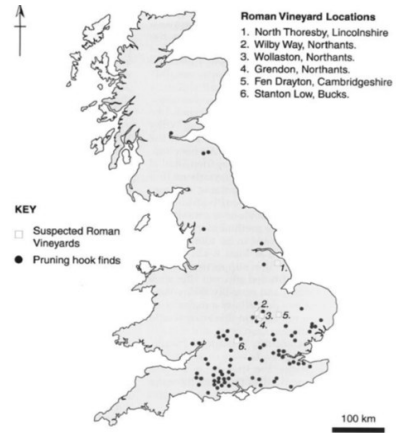 Roman Vineyard Locations
1. North Thoresby, Lincolnshire
2. Wilby Way, Northants.
3. Wollaston, Northants.
4. Grendon, Northants.
5. Fen Drayton, Cambridgeshire
6. Stanton Low, Bucks.
KEY
Suspected Roman
Vineyards
Pruning hook finds
1.
2.
3. 5.
4.
6.
100 km